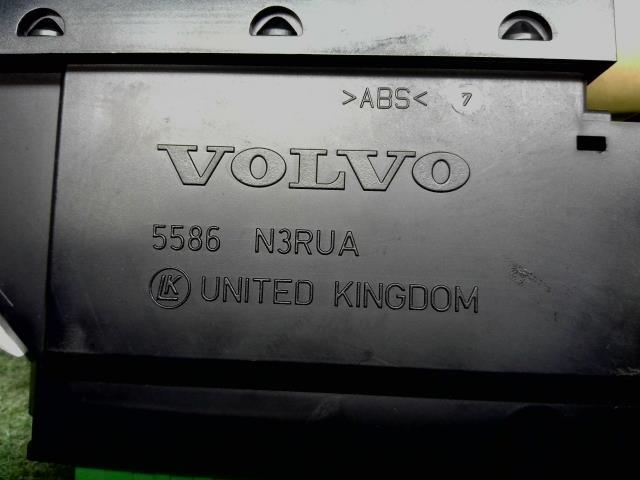 >ABS< 7
VOLVO
5586 N3RUA
LK UNITED KINGDOM